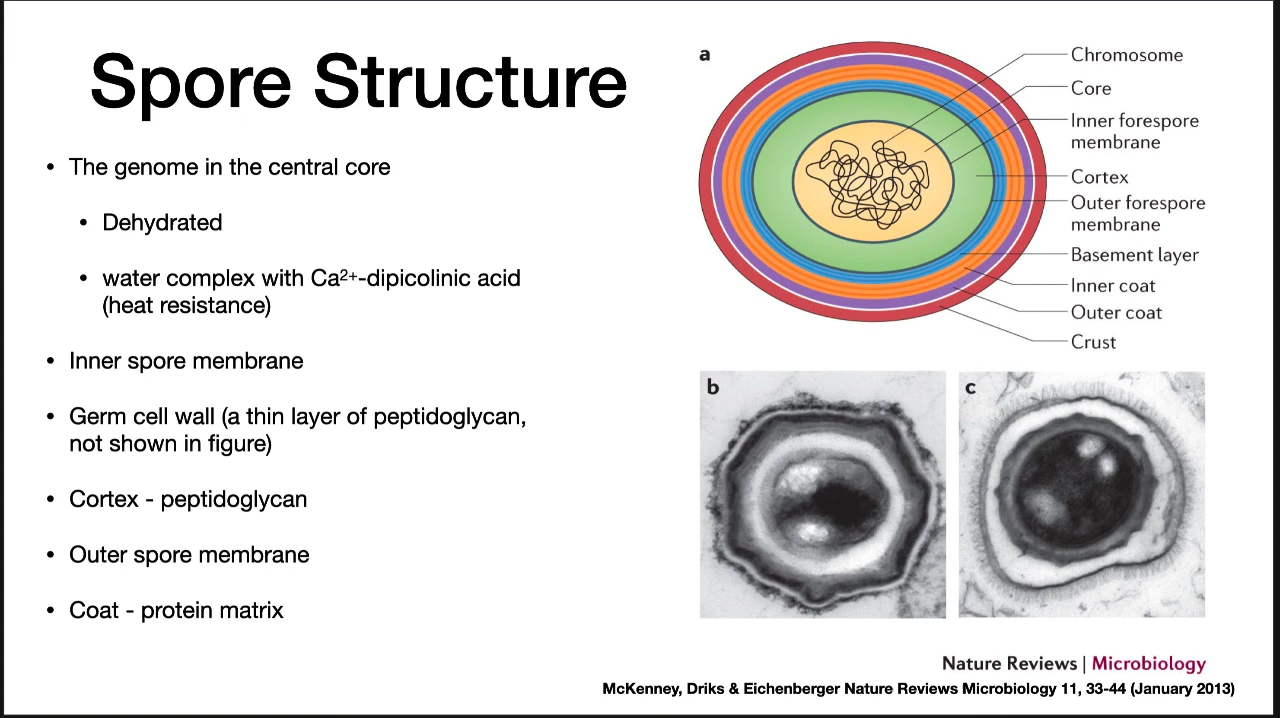 Spore Structure
• The genome in the central core
• Dehydrated
• water complex with Ca²⁺-dipicolinic acid
(heat resistance)
• Inner spore membrane
• Germ cell wall (a thin layer of peptidoglycan,
not shown in figure)
• Cortex - peptidoglycan
• Outer spore membrane
• Coat - protein matrix
a
Chromosome
Core
Inner forespore
membrane
Cortex
Outer forespore
membrane
Basement layer
Inner coat
Outer coat
Crust
b
c
Nature Reviews | Microbiology
McKenney, Driks & Eichenberger Nature Reviews Microbiology 11, 33-44 (January 2013)